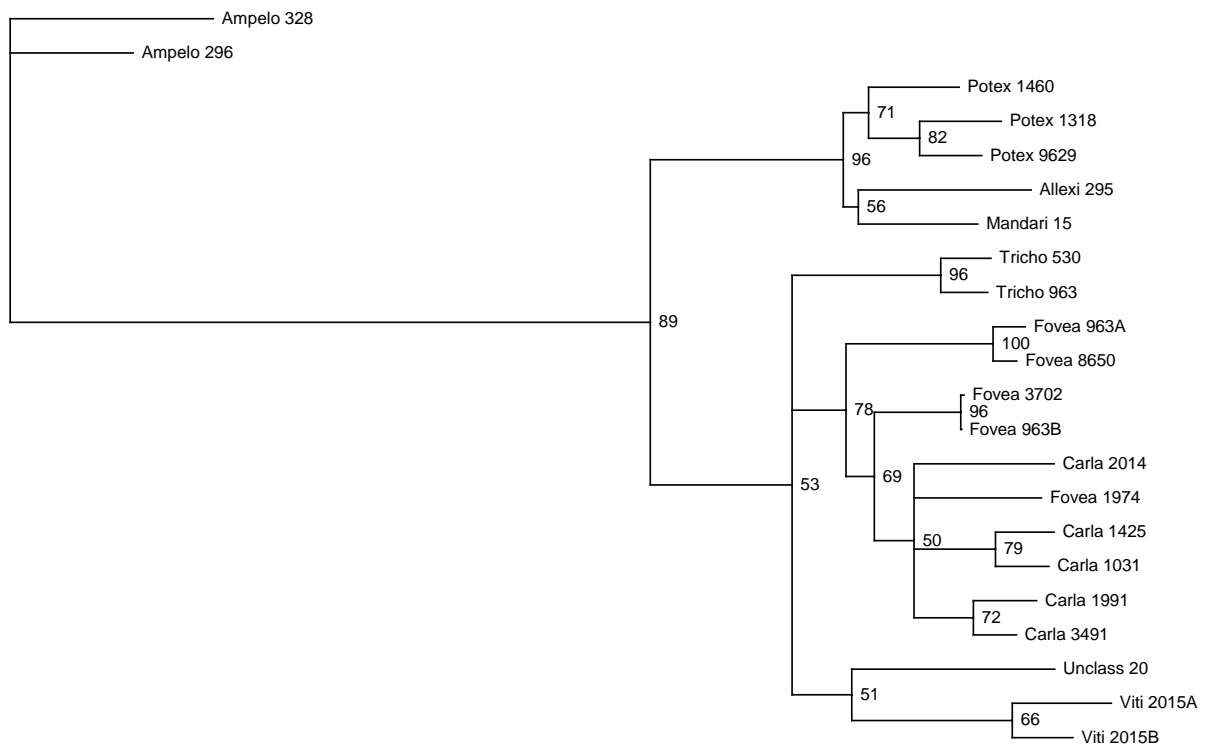 Ampelo 328
Ampelo 296
Potex 1460
71
Potex 1318
82
Potex 9629
96
Allexi 295
56
Mandari 15
Tricho 530
96
Tricho 963
89
Fovea 963A
100
Fovea 8650
Fovea 3702
78
96
Fovea 963B
Carla 2014
69
53
Fovea 1974
Carla 1425
50
79
Carla 1031
Carla 1991
72
Carla 3491
Unclass 20
51
Viti 2015A
66
Viti 2015B